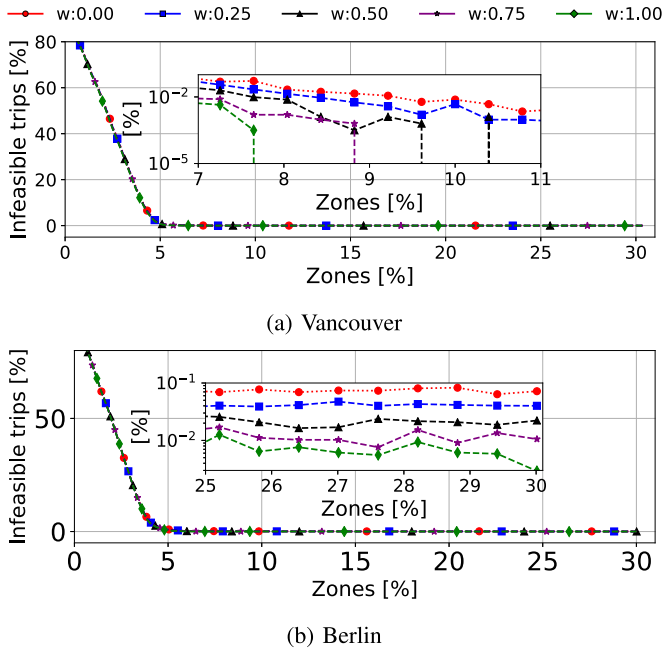 w:0.00 w:0.25 w:0.50 w:0.75 w:1.00
80
60
40
20
0
Infeasible trips [%]
10⁻²
10⁻⁵
[%]
7 8 9 10 11
Zones [%]
0 5 10 15 20 25 30
Zones [%]
(a) Vancouver
50
0
Infeasible trips [%]
10⁻¹
10⁻²
[%]
25 26 27 28 29 30
Zones [%]
0 5 10 15 20 25 30
Zones [%]
(b) Berlin